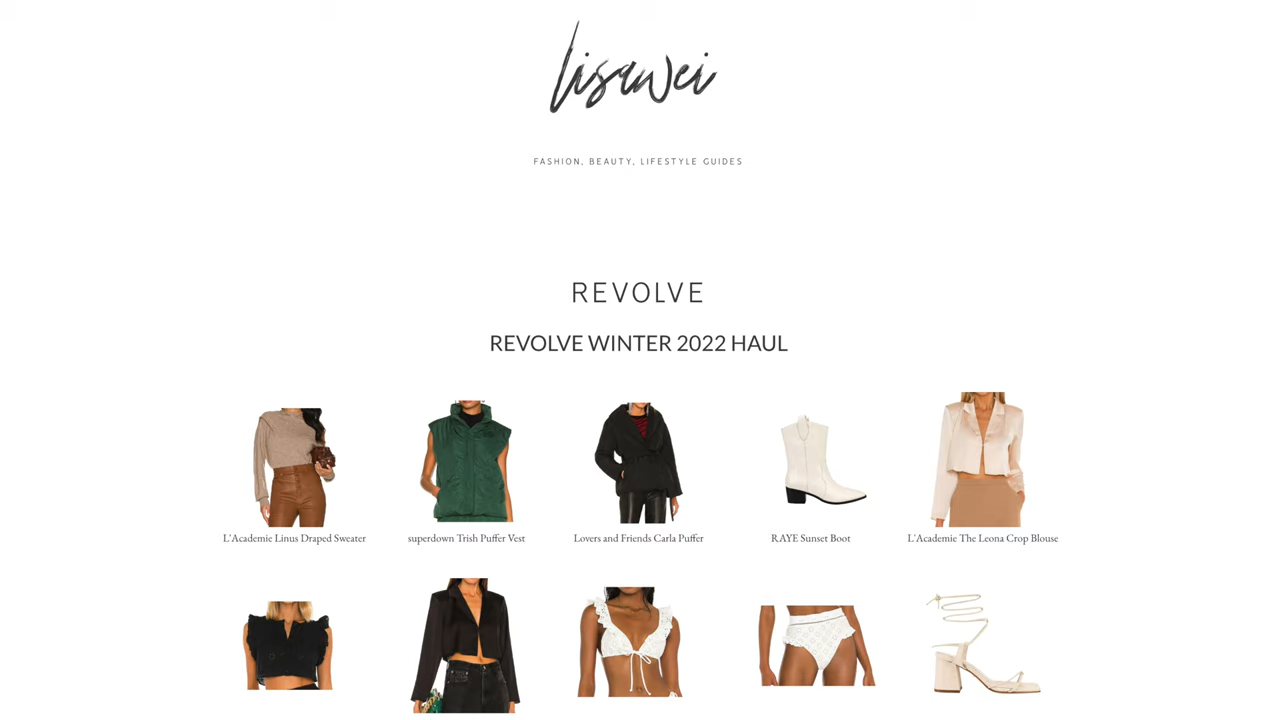 lisawei
FASHION, BEAUTY, LIFESTYLE GUIDES
REVOLVE
REVOLVE WINTER 2022 HAUL
L'Academie Linus Draped Sweater
superdown Trish Puffer Vest
Lovers and Friends Carla Puffer
RAYE Sunset Boot
L'Academie The Leona Crop Blouse